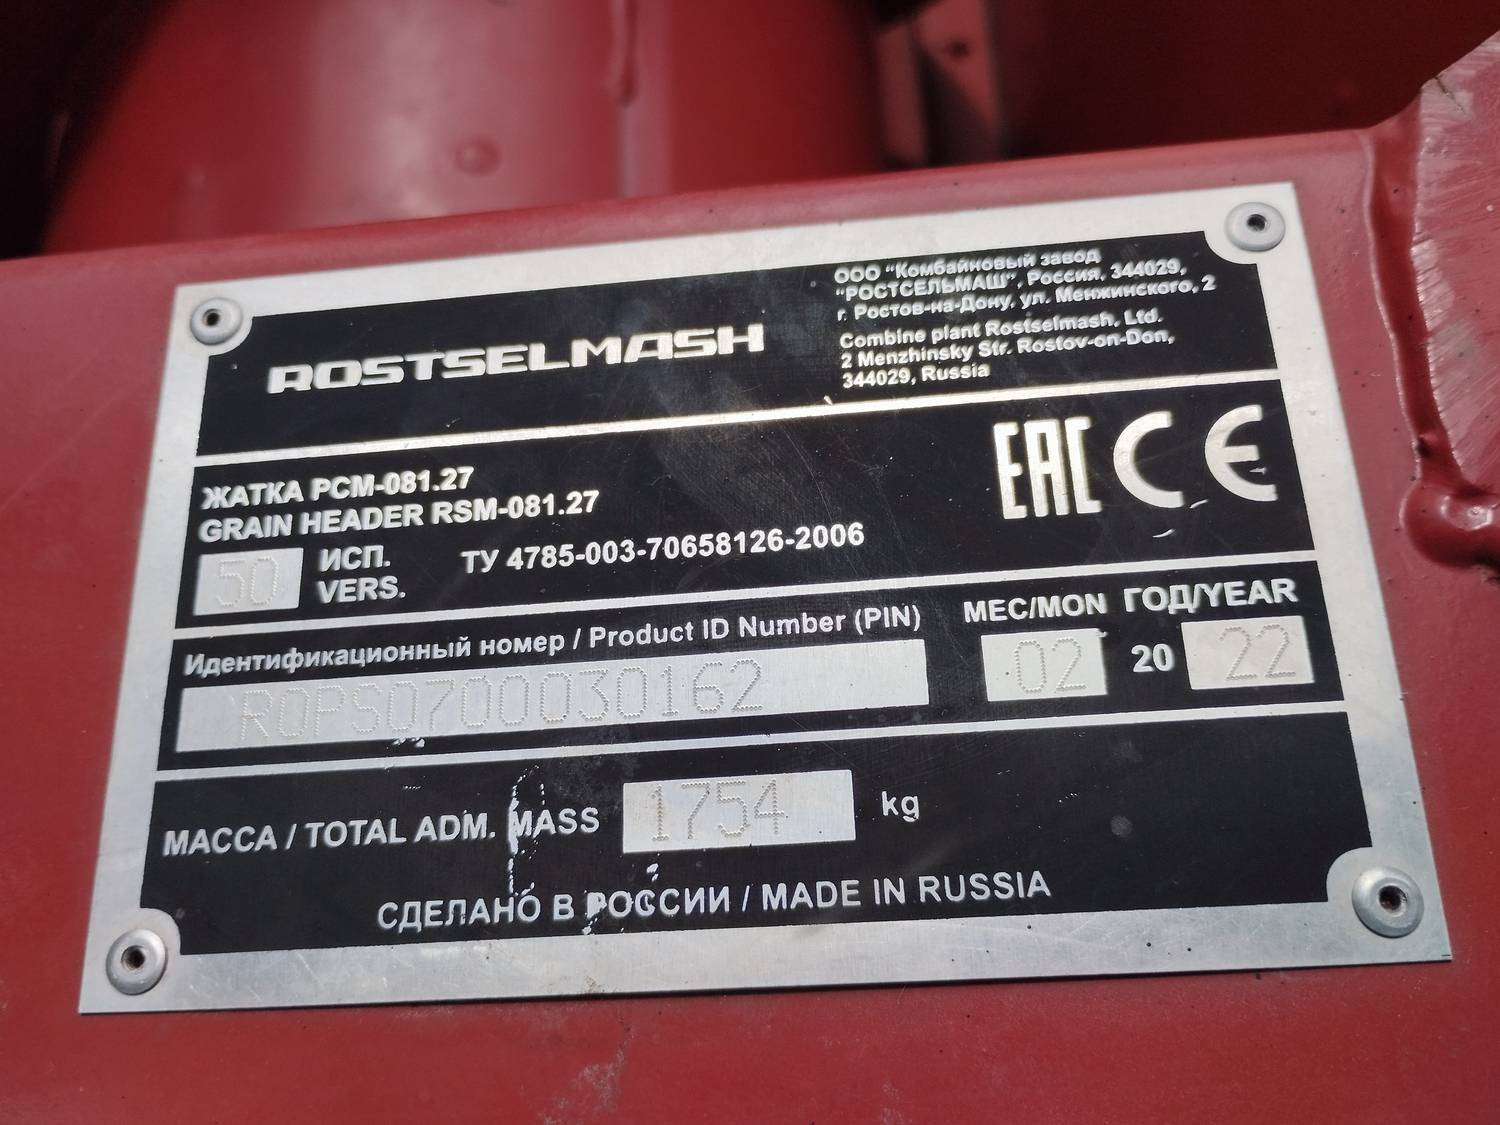 ROSTSELMASH
ООО "Комбайновый завод
"РОСТСЕЛЬМАШ", Россия, 344029,
г. Ростов-на-Дону, ул. Менжинского, 2
Combine plant Rostselmash, Ltd.
2 Menzhinsky Str. Rostov-on-Don,
344029, Russia
ЖАТКА РСМ-081.27
GRAIN HEADER RSM-081.27
EAC CE
50 ИСП.
VERS.
ТУ 4785-003-70658126-2006
Идентификационный номер / Product ID Number (PIN)
R0PS0700030162
МЕС/MON ГОД/YEAR
02 20 22
МАССА / TOTAL ADM. MASS 1754 kg
СДЕЛАНО В РОССИИ / MADE IN RUSSIA